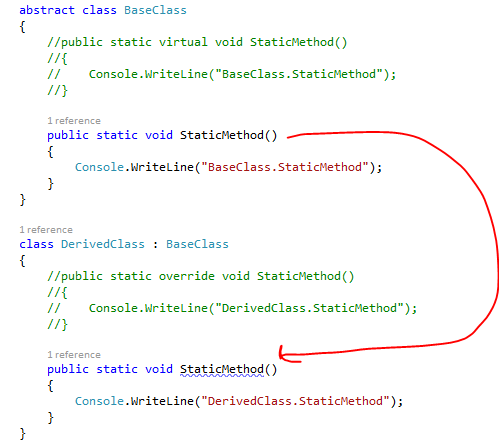 abstract class BaseClass
{
//public static virtual void StaticMethod()
//{
//    Console.WriteLine("BaseClass.StaticMethod");
//}
1 reference
public static void StaticMethod()
{
Console.WriteLine("BaseClass.StaticMethod");
}
}
1 reference
class DerivedClass : BaseClass
{
//public static override void StaticMethod()
//{
//    Console.WriteLine("DerivedClass.StaticMethod");
//}
1 reference
public static void StaticMethod()
{
Console.WriteLine("DerivedClass.StaticMethod");
}
}